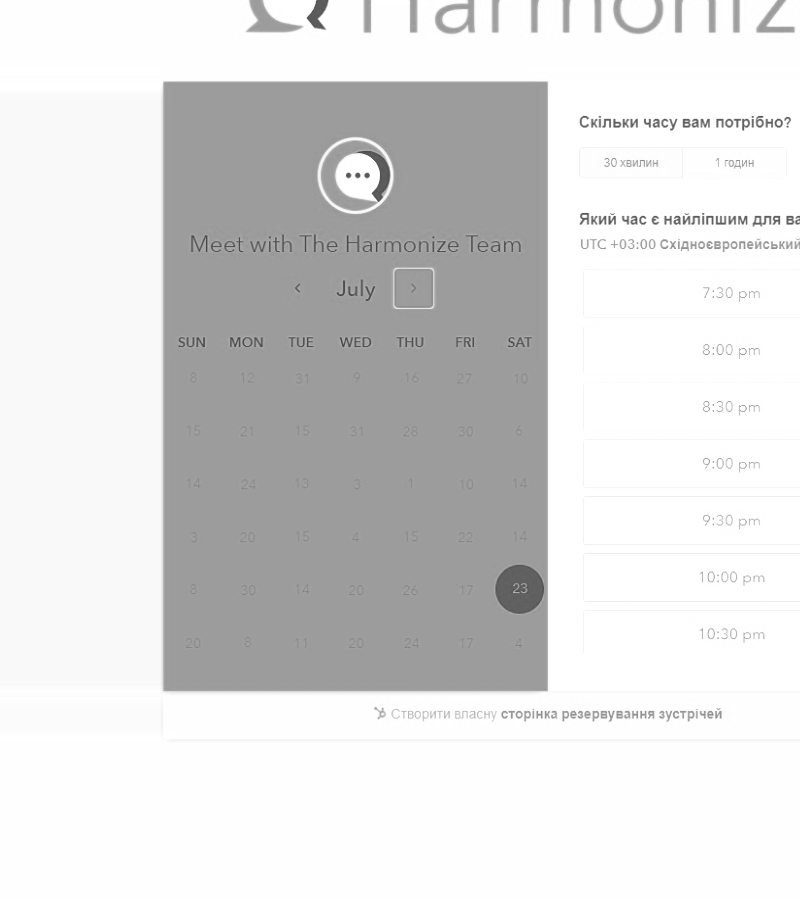 Harmoniz
Meet with The Harmonize Team
July
SUN MON TUE WED THU FRI SAT
8 12 31 9 16 27 10
15 21 15 31 26 30 6
14 24 13 3 1 10 14
3 20 15 4 15 22 14
8 30 14 20 26 17 23
20 6 11 20 24 17 4
Скільки часу вам потрібно?
30 хвилин 1 годин
Який час є найліпшим для ва
UTC +03:00 Східноєвропейський
7:30 pm
8:00 pm
8:30 pm
9:00 pm
9:30 pm
10:00 pm
10:30 pm
Створити власну сторінка резервування зустрічей